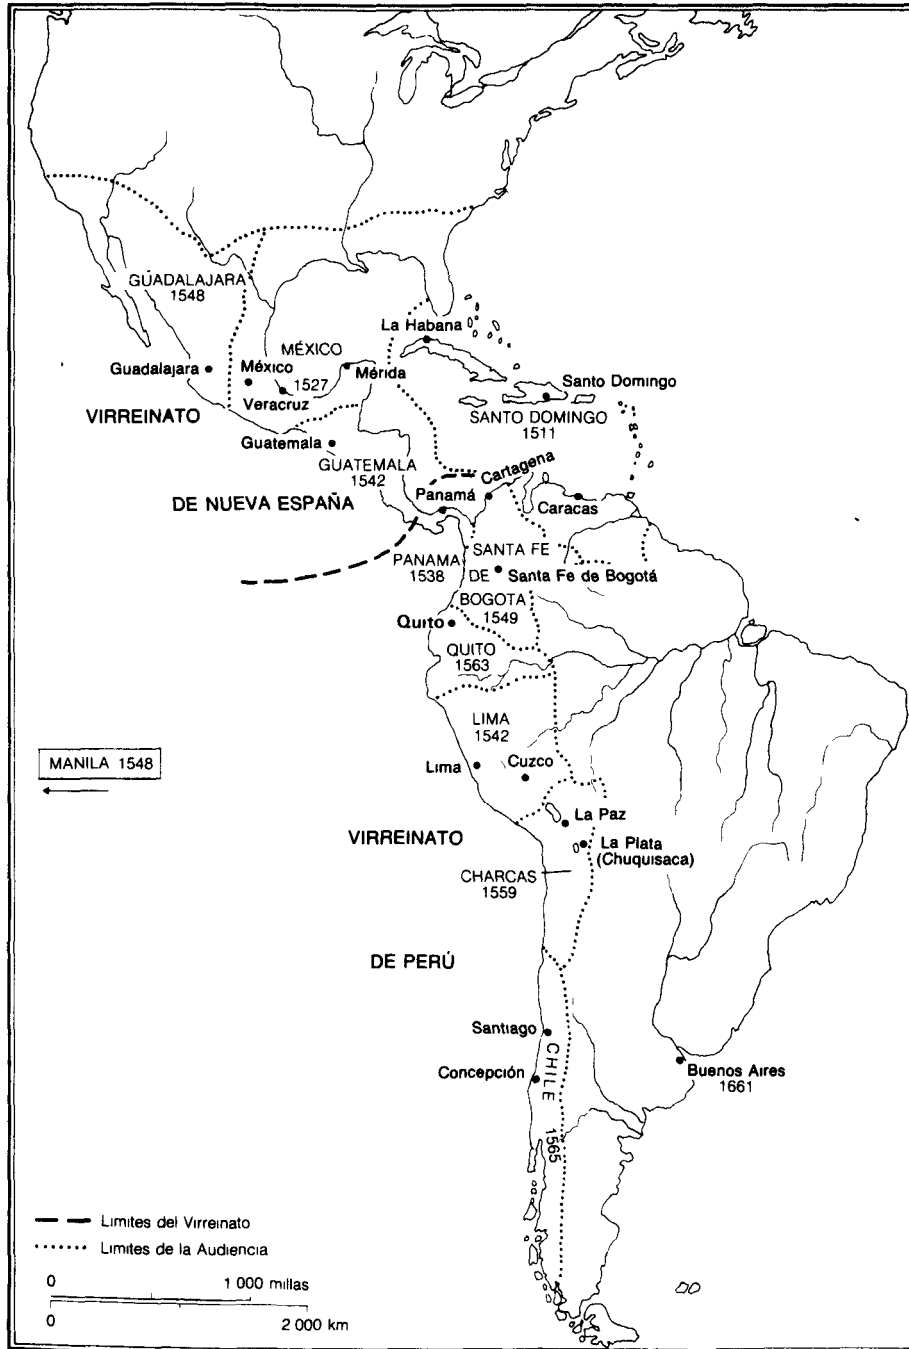 GUADALAJARA
1548
La Habana
MÉXICO
Guadalajara
México
1527
Mérida
Veracruz
Santo Domingo
VIRREINATO
SANTO DOMINGO
1511
Guatemala
GUATEMALA
1542
Cartagena
DE NUEVA ESPAÑA
Panamá
Caracas
PANAMA
1538
SANTA FE
DE
Santa Fe de Bogotá
BOGOTA
1549
Quito
QUITO
1563
LIMA
1542
MANILA 1548
Lima
Cuzco
La Paz
VIRREINATO
La Plata
(Chuquisaca)
CHARCAS
1559
DE PERÚ
Santiago
CHILE
Concepción
Buenos Aires
1661
1565
Limites del Virreinato
Limites de la Audiencia
0 1 000 millas
0 2 000 km